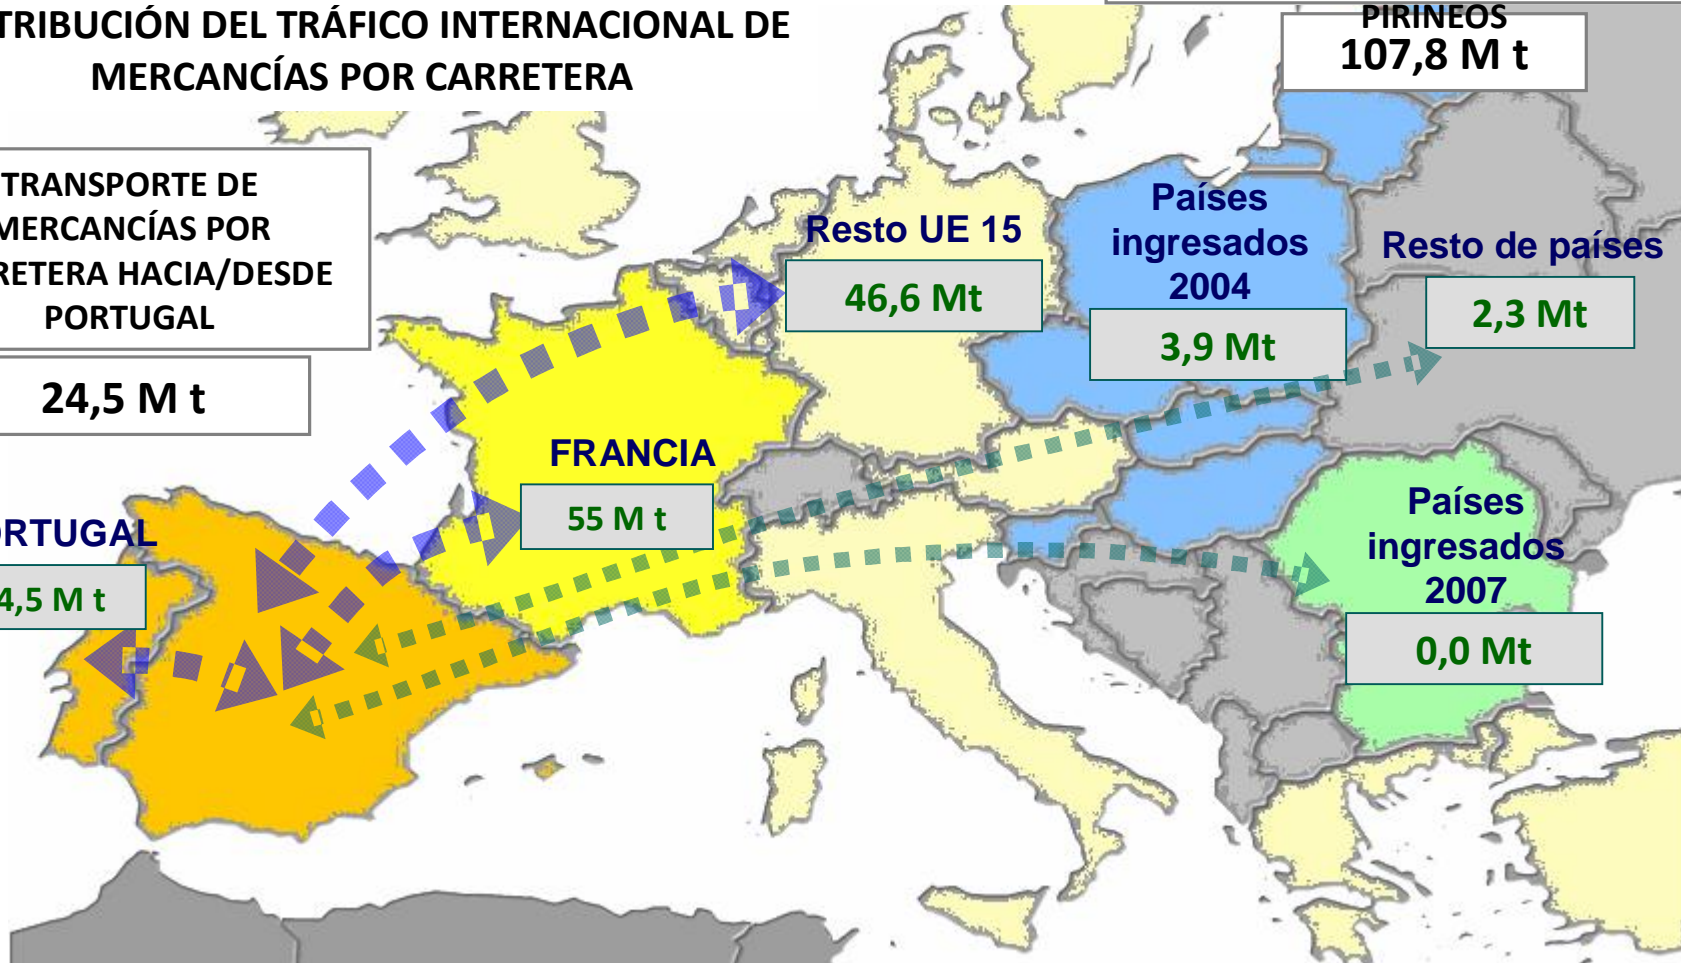 TRIBUCIÓN DEL TRÁFICO INTERNACIONAL DE
MERCANCÍAS POR CARRETERA
PIRINEOS
107,8 M t
TRANSPORTE DE
MERCANCÍAS POR
RETERA HACIA/DESDE
PORTUGAL
24,5 M t
Resto UE 15
46,6 Mt
Países
ingresados
2004
3,9 Mt
Resto de países
2,3 Mt
FRANCIA
55 M t
ORTUGAL
4,5 M t
Países
ingresados
2007
0,0 Mt